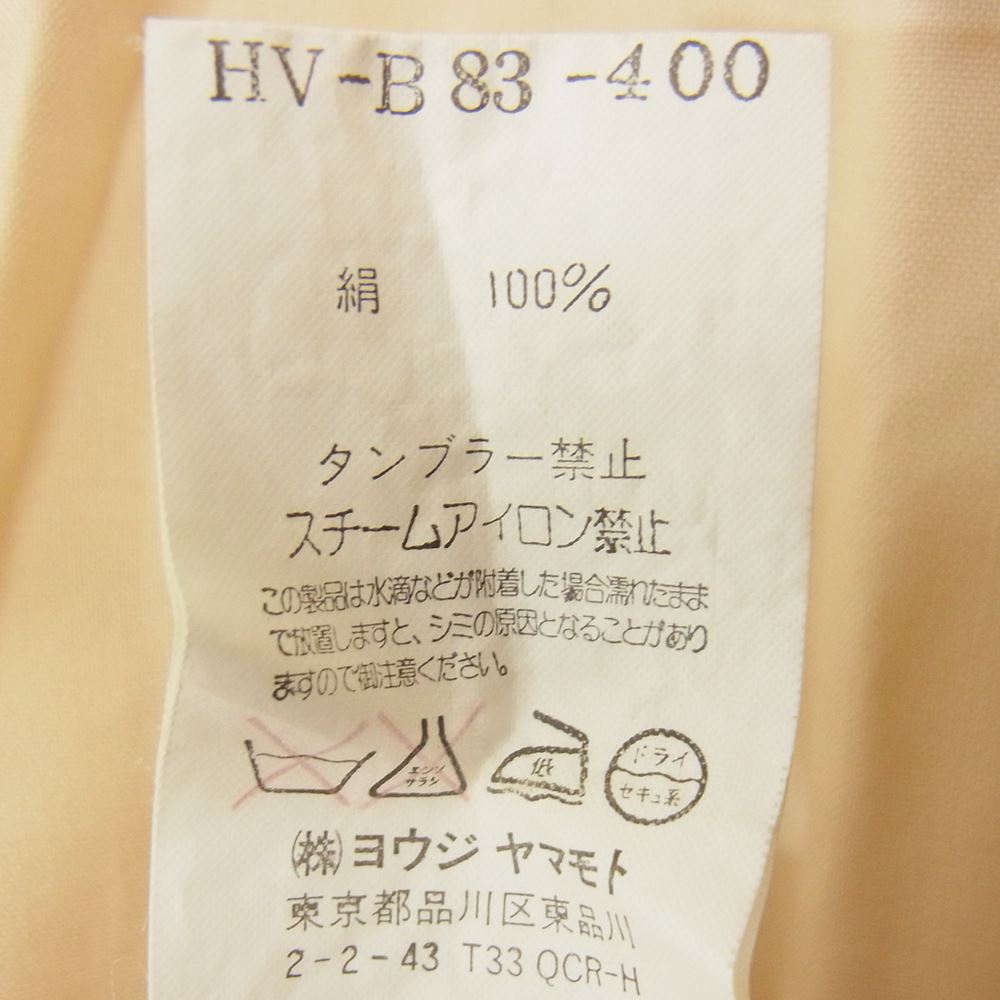 HV-B83-400
絹 100%
タンブラー禁止
スチームアイロン禁止
この製品は水滴などが附着した場合濡れたまま
で放置しますと、シミの原因となることがあり
ますので御注意ください。
エンソ
サラシ
低
ドライ
セキュ系
㈱ヨウジヤマモト
東京都品川区東品川
2-2-43 T33 QCR-H